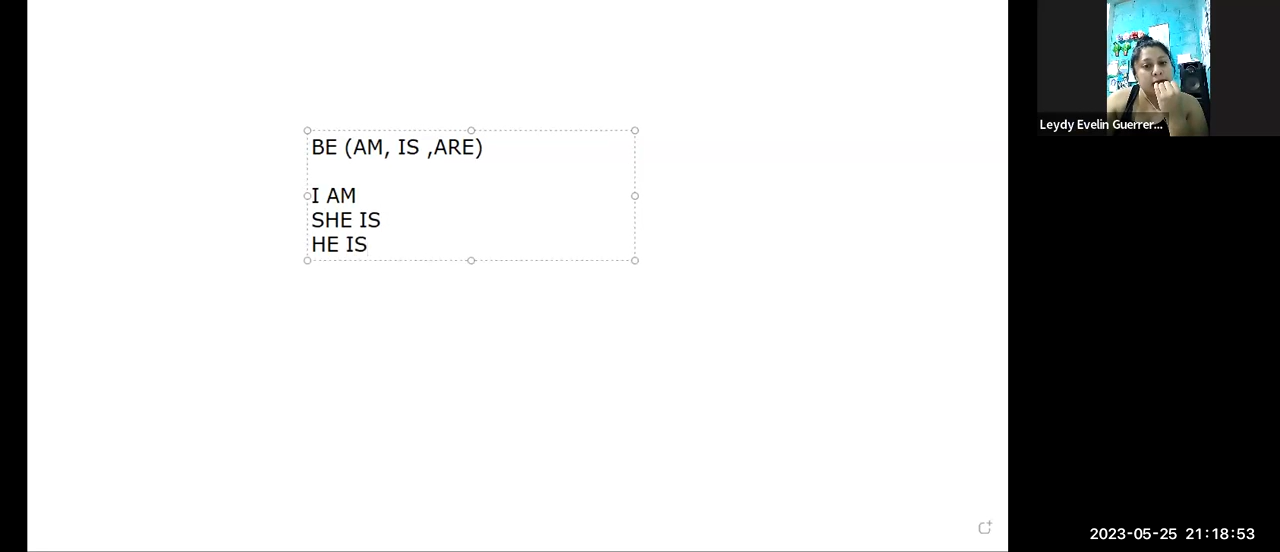 BE (AM, IS ,ARE)
I AM
SHE IS
HE IS
Leydy Evelin Guerrer...
2023-05-25 21:18:53